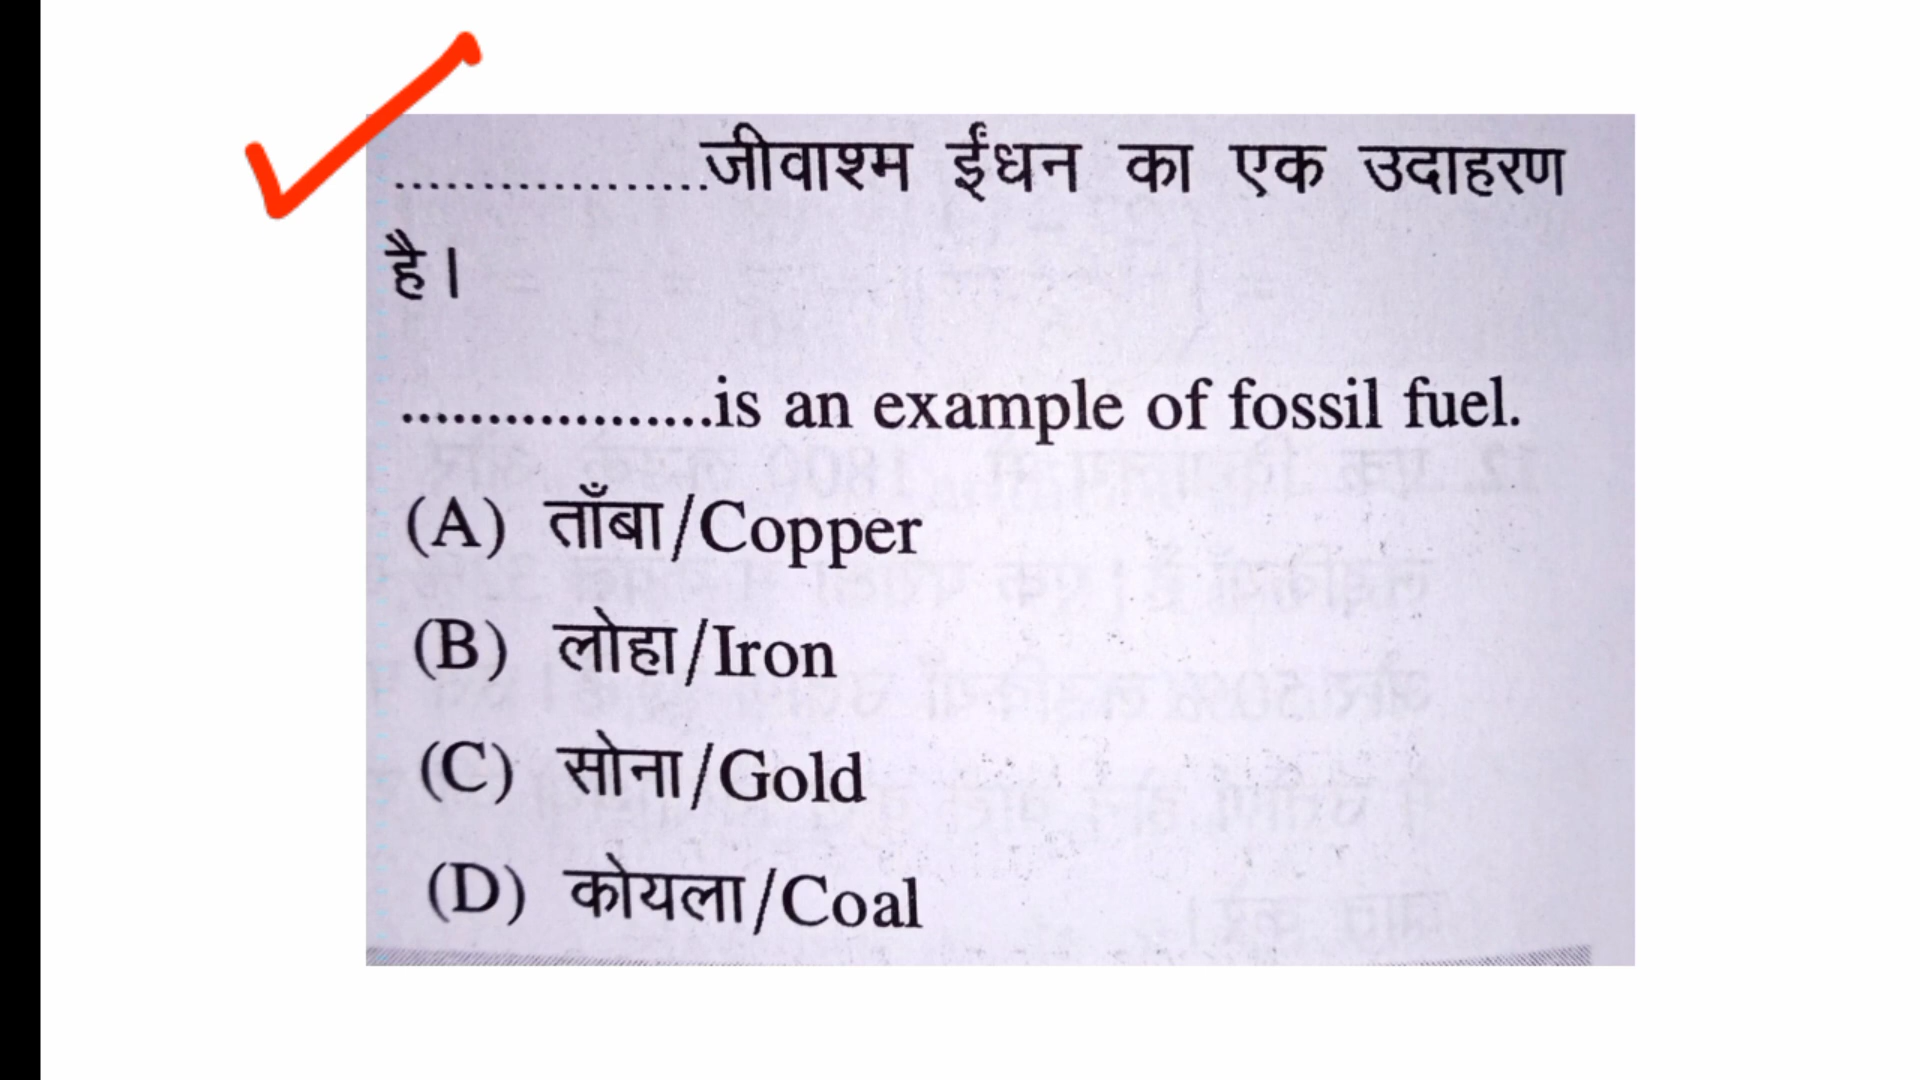 ..................जीवाश्म ईंधन का एक उदाहरण
है।
..................is an example of fossil fuel.
(A) ताँबा/Copper
(B) लोहा/Iron
(C) सोना/Gold
(D) कोयला/Coal